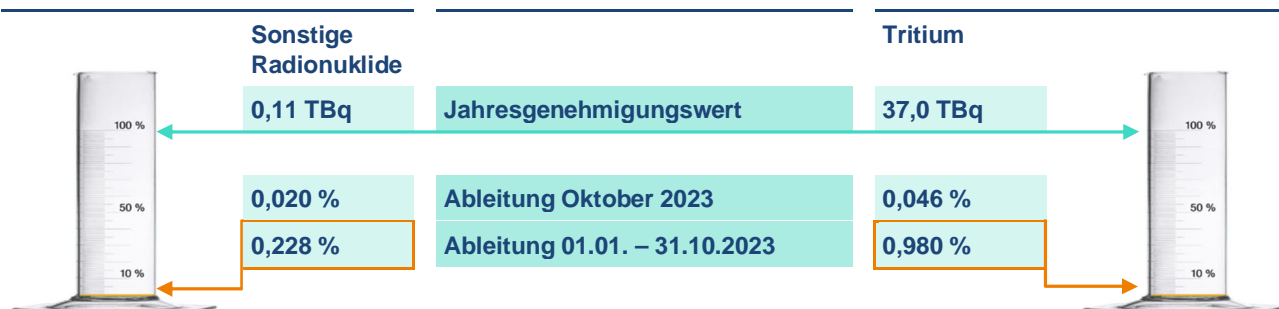 Sonstige
Radionuklide
Tritium
0,11 TBq
Jahresgenehmigungswert
37,0 TBq
100 %
100 %
0,020 %
Ableitung Oktober 2023
0,046 %
50 %
50 %
0,228 %
Ableitung 01.01. – 31.10.2023
0,980 %
10 %
10 %